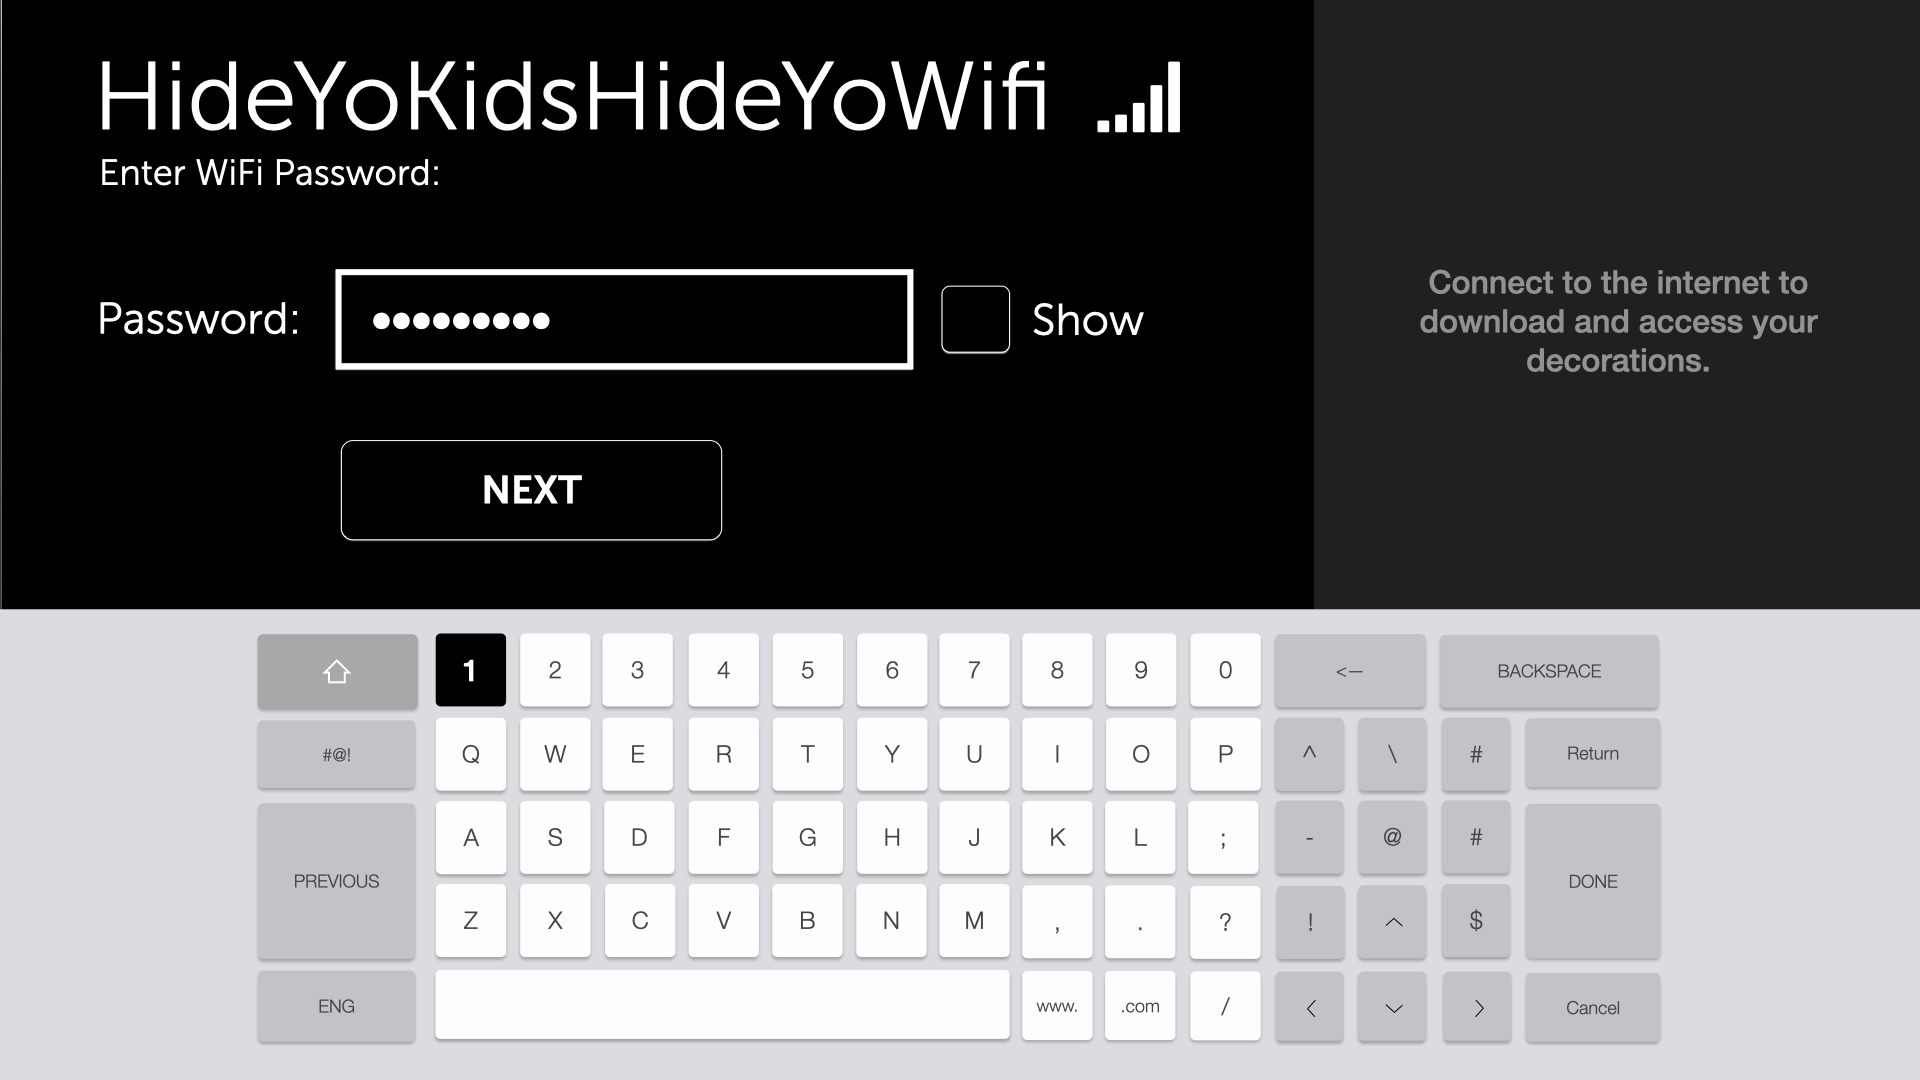 HideYoKidsHideYoWifi
Enter WiFi Password:
Password: ●●●●●●●●● Show
NEXT
Connect to the internet to
download and access your
decorations.
1 2 3 4 5 6 7 8 9 0 <— BACKSPACE
#@! Q W E R T Y U I O P ^ \ # Return
A S D F G H J K L ; - @ #
PREVIOUS DONE
Z X C V B N M , . ? ! ^ $
ENG www. .com / < > Cancel